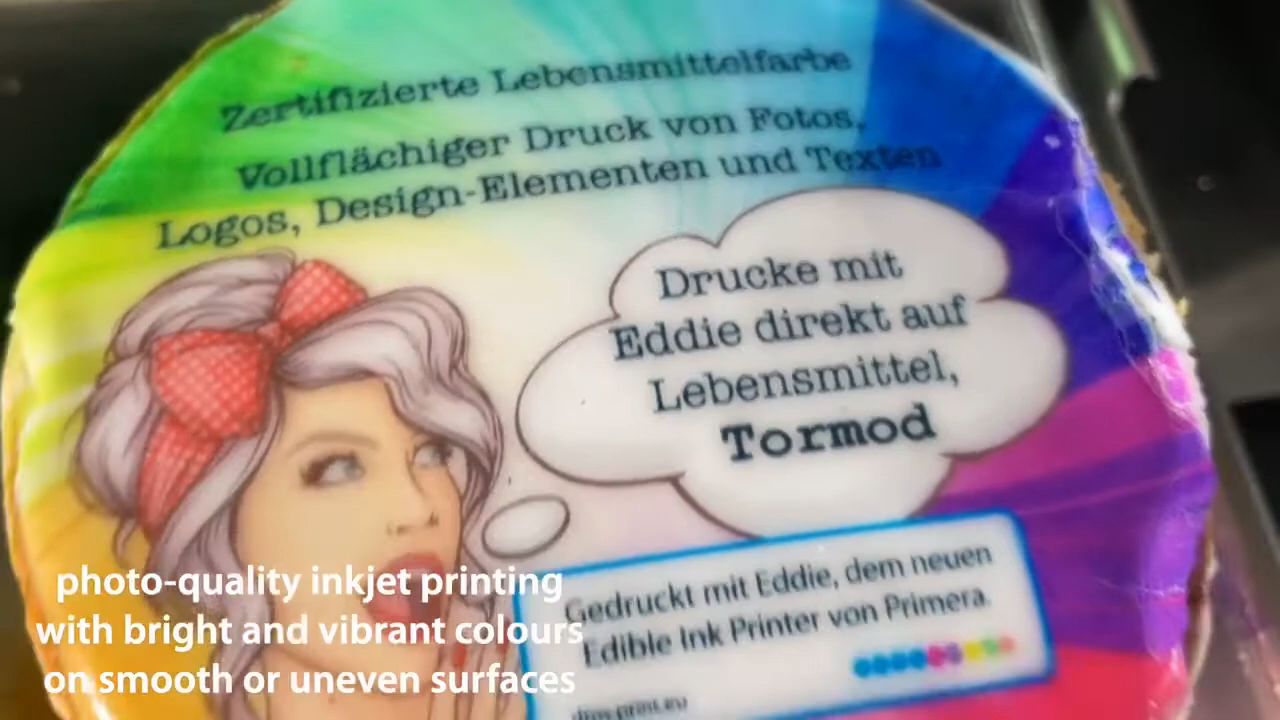 Zertifizierte Lebensmittelfarbe
Vollflächiger Druck von Fotos,
Logos, Design-Elementen und Texten
Drucke mit
Eddie direkt auf
Lebensmittel,
Tormod
Gedruckt mit Eddie, dem neuen
Edible Ink Printer von Primera.
photo-quality inkjet printing
with bright and vibrant colours
on smooth or uneven surfaces